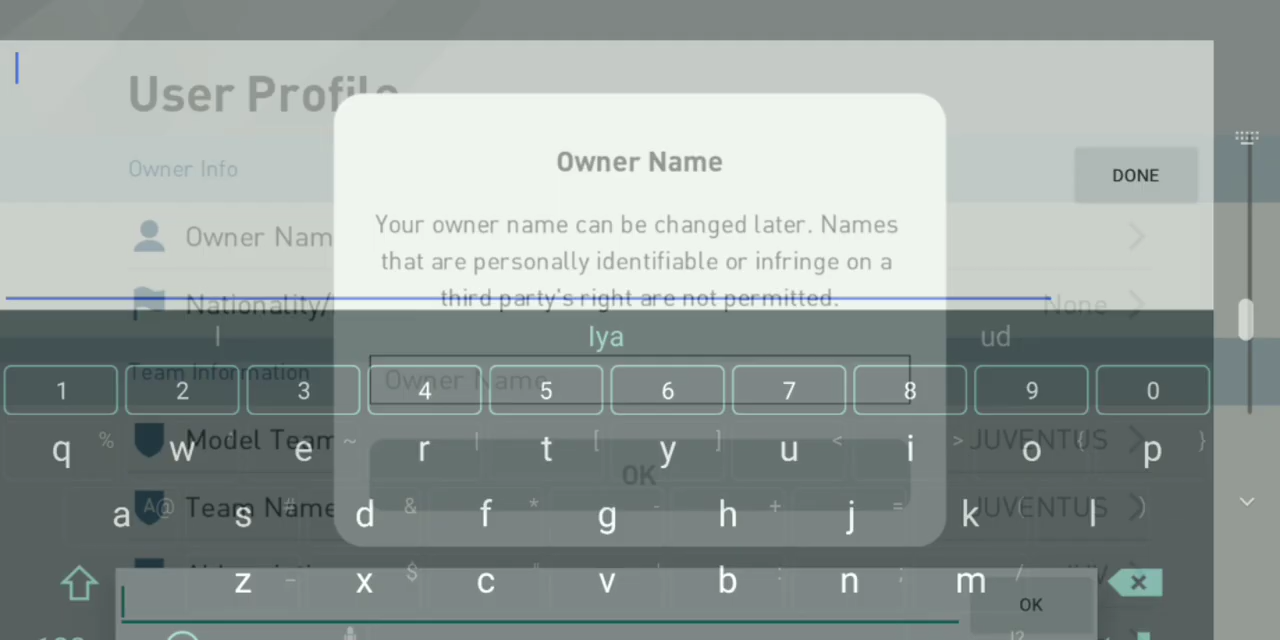 User Profile
Owner Name
Owner Info
DONE
Your owner name can be changed later. Names
Owner Nam
that are personally identifiable or infringe on a
third party's right are not permitted.
Nationality/
None
I
Iya
ud
Team Information
Owner Name
1 2 3 4 5 6 7 8 9 0
Model Team
JUVENTUS
q % w e ~ r | t [ y ] u < i > o { p }
OK
Team Name
JUVENTUS
a A@ s # d & f * g - h + j = k ( l )
z – x $ c " v ' b : n ; m /
OK
!?